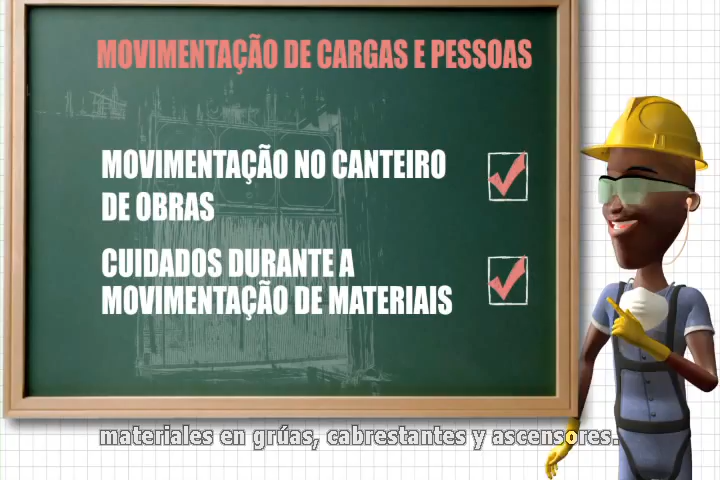 MOVIMENTAÇÃO DE CARGAS E PESSOAS
MOVIMENTAÇÃO NO CANTEIRO
DE OBRAS
CUIDADOS DURANTE A
MOVIMENTAÇÃO DE MATERIAIS
materiales en grúas, cabrestantes y ascensores.